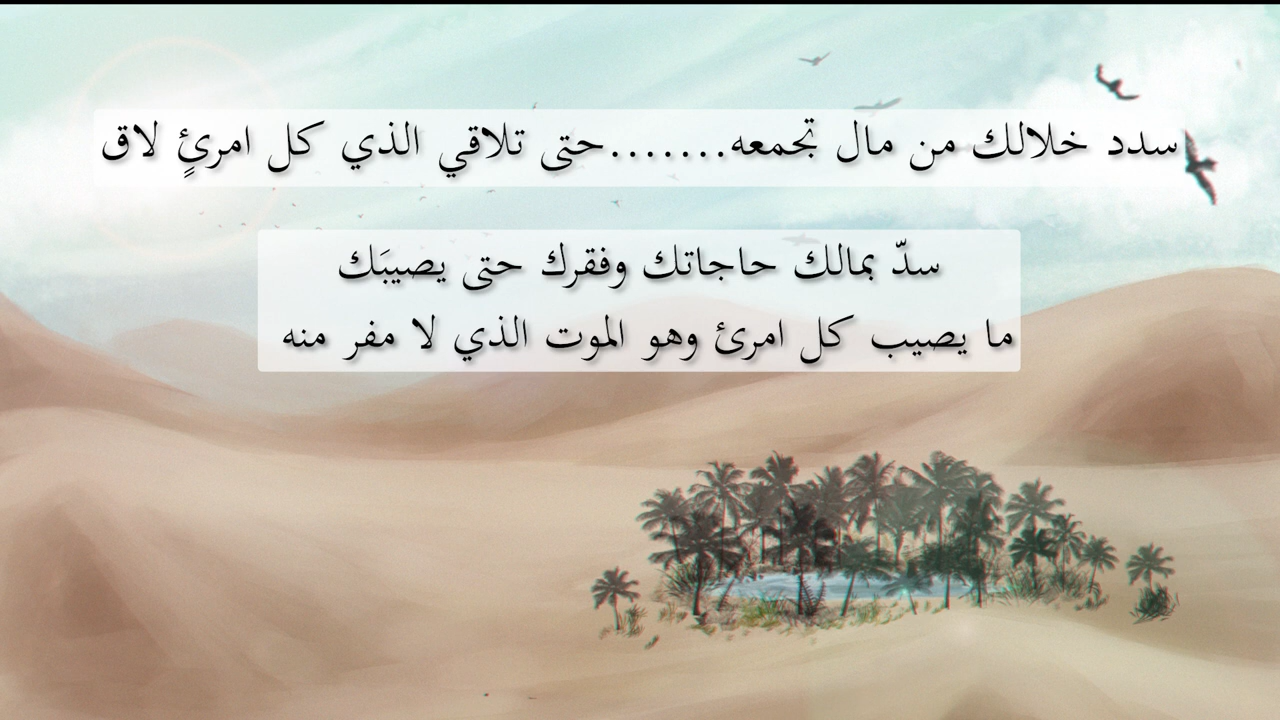 سدد خلالك من مال تجمعه.......حتى تلاقي الذي كل امرئٍ لاق
سدّ بمالك حاجاتك وفقرك حتى يصيبَك
ما يصيب كل امرئ وهو الموت الذي لا مفر منه